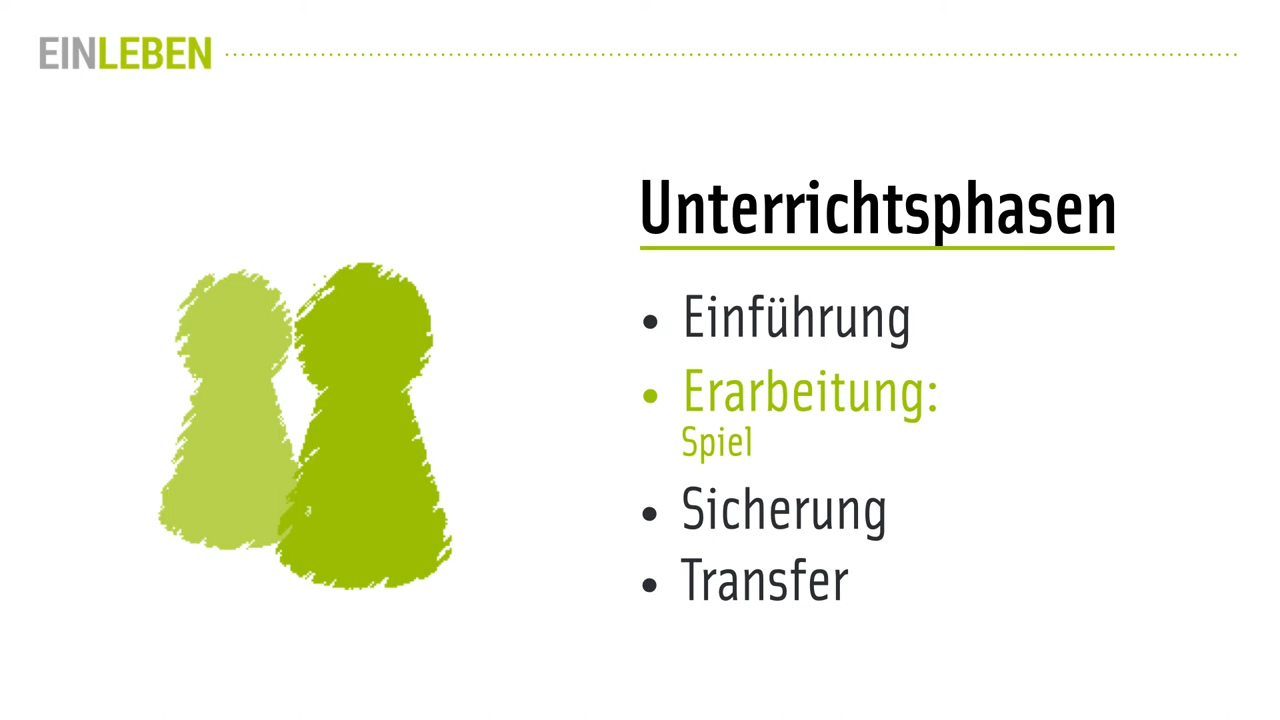 EINLEBEN
Unterrichtsphasen
• Einführung
• Erarbeitung:
Spiel
• Sicherung
• Transfer